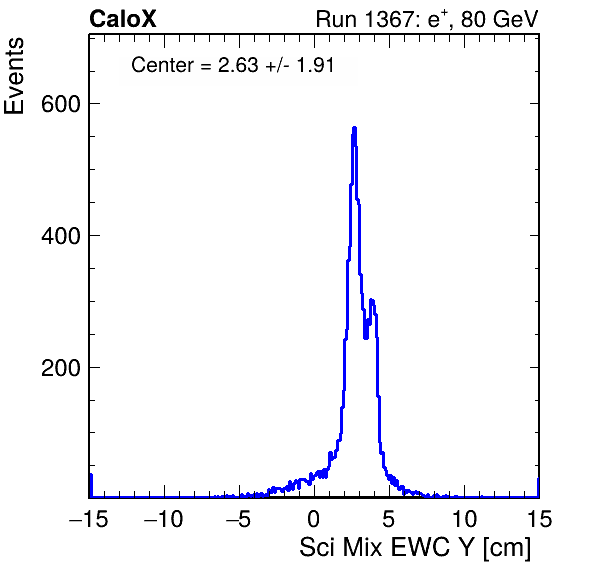 CaloX Run 1367: e⁺, 80 GeV
Center = 2.63 +/- 1.91
Events
600
400
200
−15 −10 −5 0 5 10 15
Sci Mix EWC Y [cm]